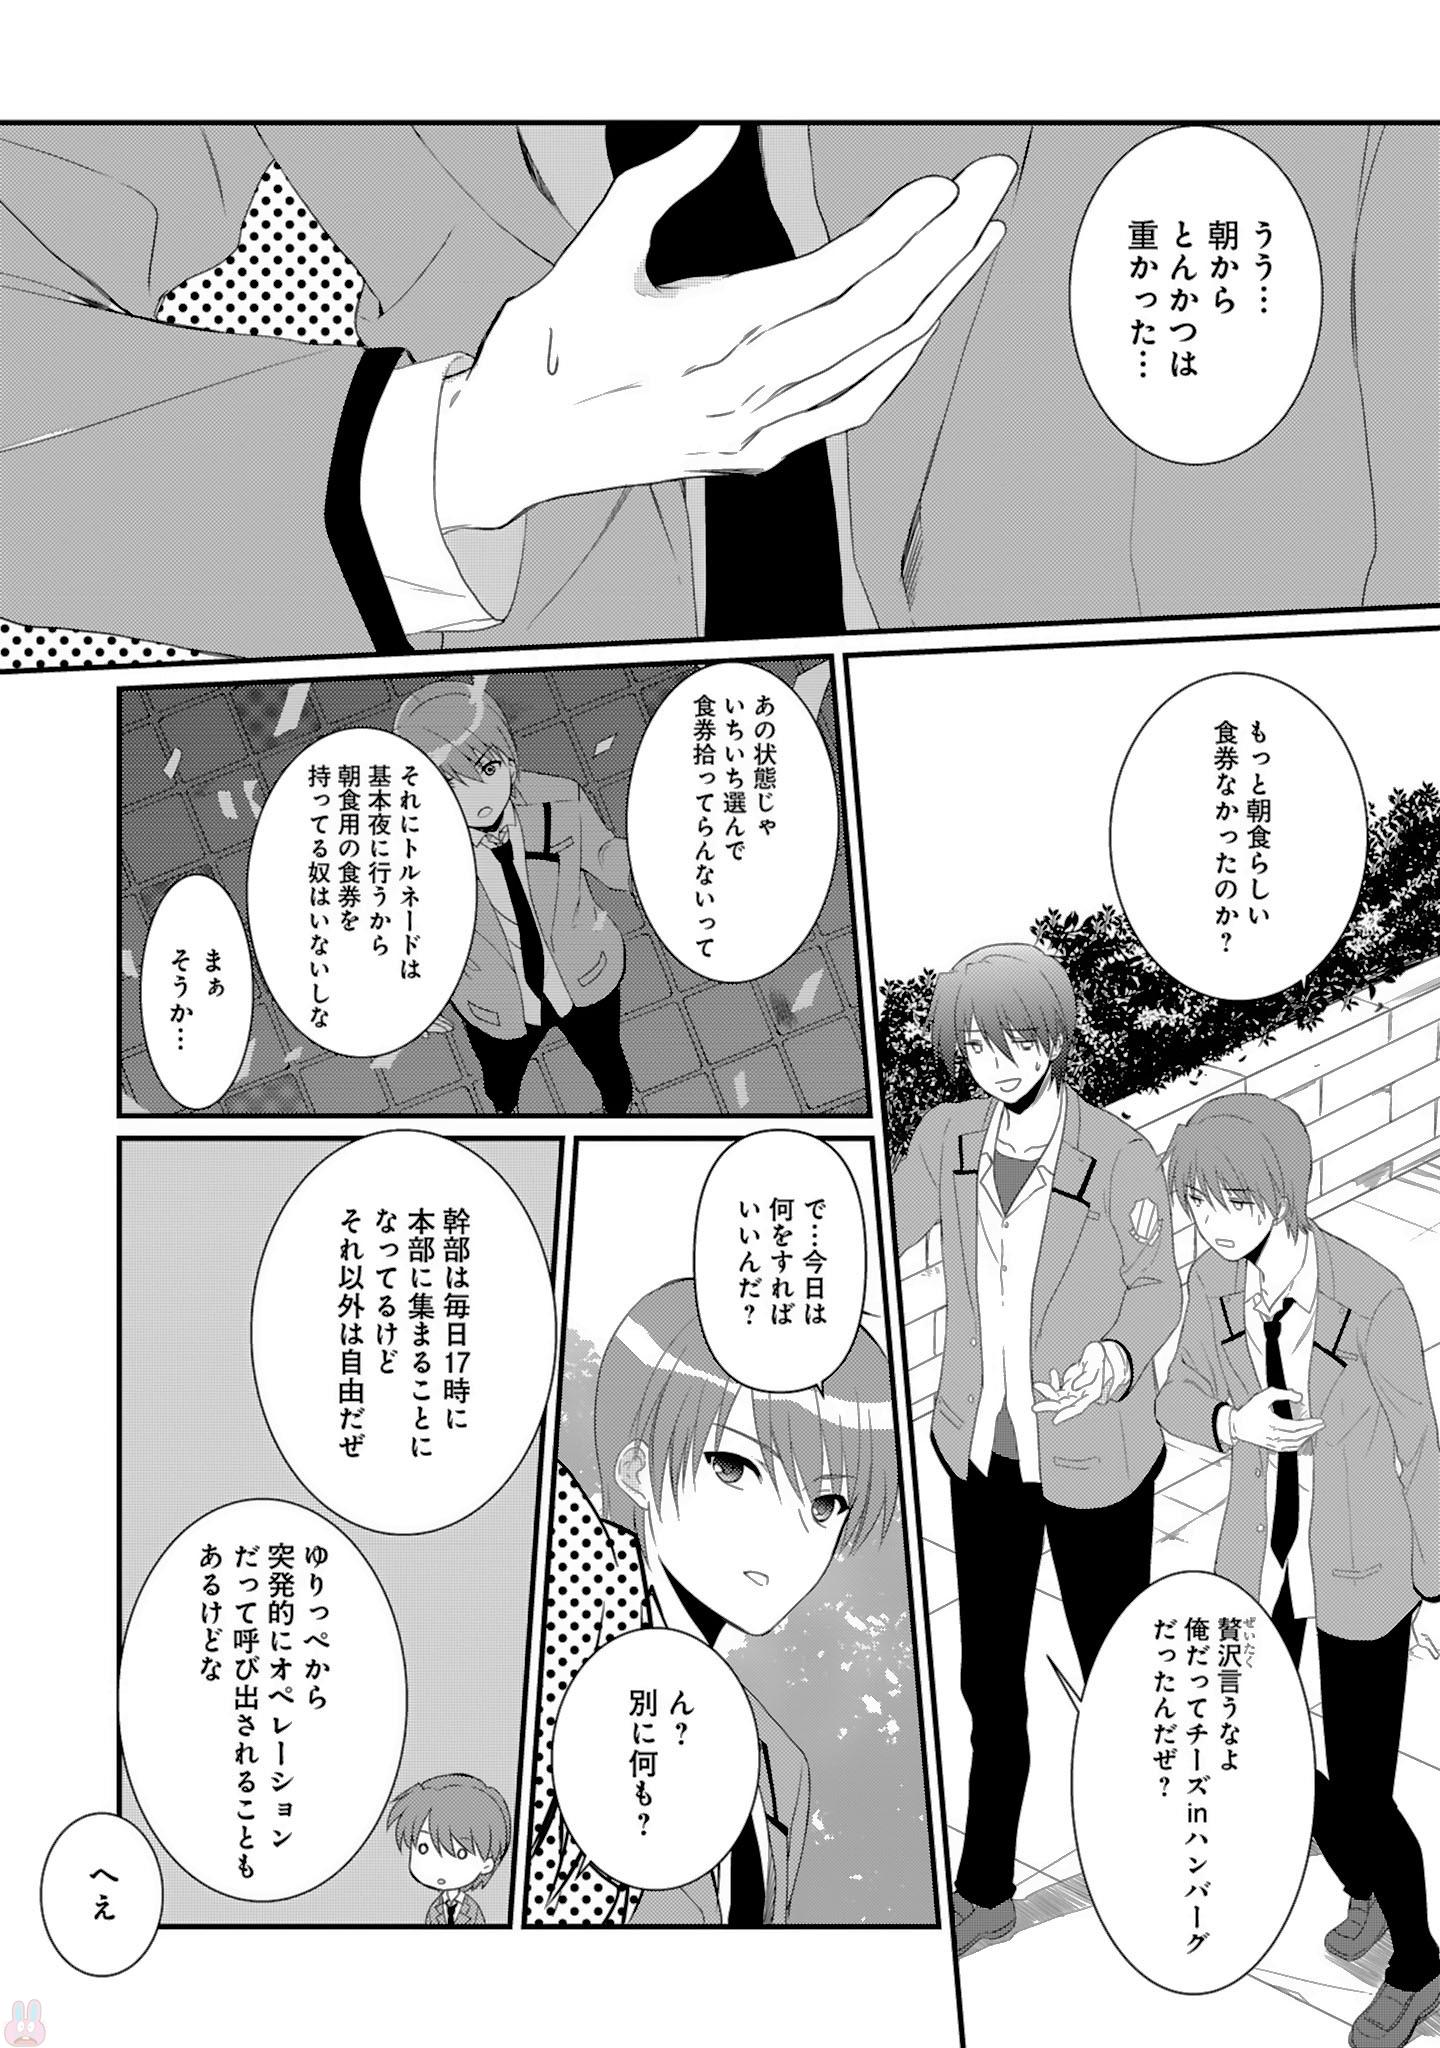 うう…
朝から
とんかつは
重かった…
もっと朝食らしい
食券なかったのか？
贅沢言うなよ
ぜいたく
俺だってチーズinハンバーグ
だったんだぜ？
あの状態じゃ
いちいち選んで
食券拾ってらんないって
それにトルネードは
基本夜に行うから
朝食用の食券を
持ってる奴はいないしな
まぁ
そうか…
で…今日は
何をすれば
いいんだ？
ん？
別に何も？
幹部は毎日17時に
本部に集まることに
なってるけど
それ以外は自由だぜ
ゆりっぺから
突発的にオペレーション
だって呼び出されることも
あるけどな
へぇ